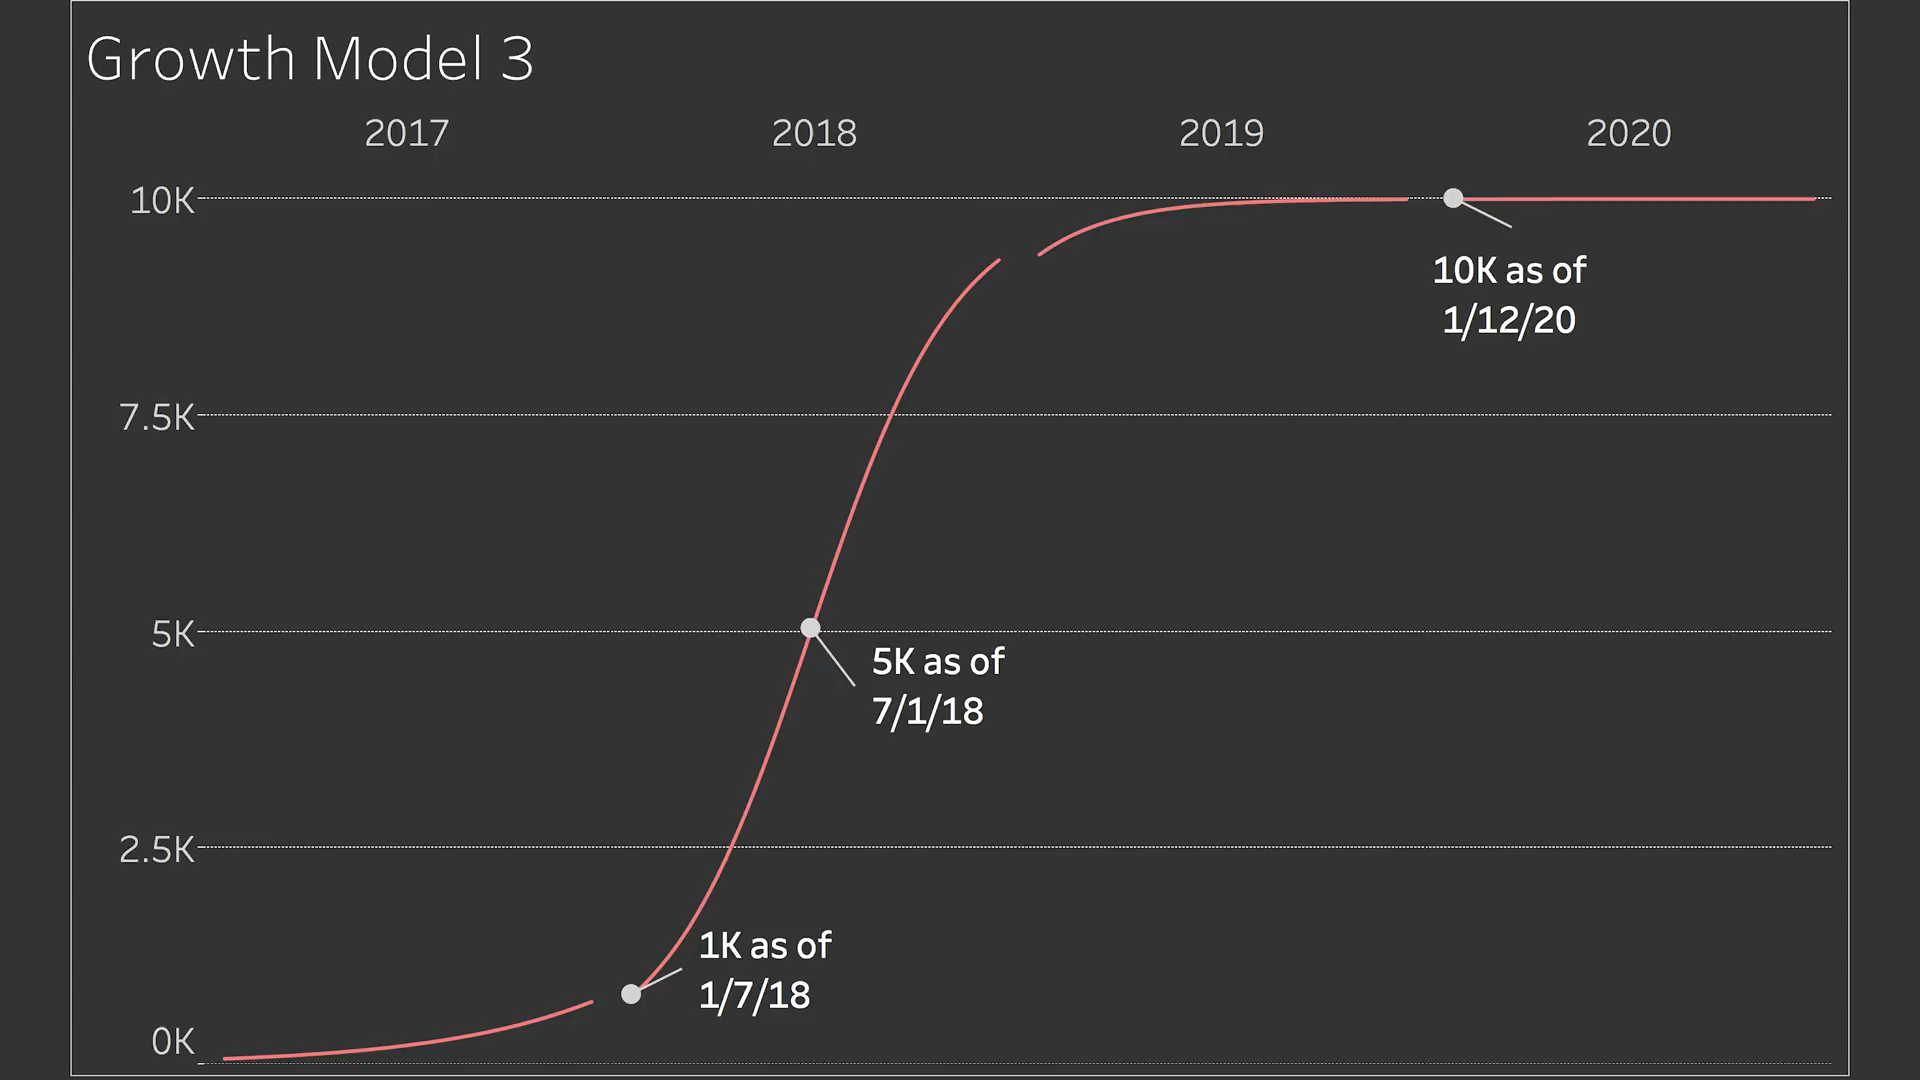 Growth Model 3
2017 2018 2019 2020
10K
10K as of
1/12/20
7.5K
5K
5K as of
7/1/18
2.5K
1K as of
1/7/18
0K